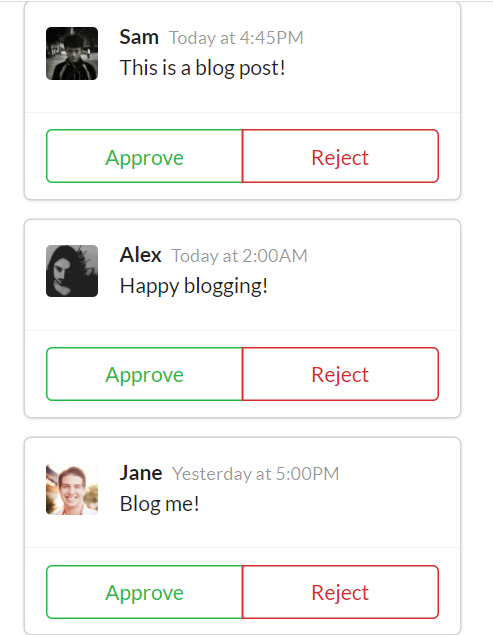 Sam Today at 4:45PM
This is a blog post!
Approve Reject
Alex Today at 2:00AM
Happy blogging!
Approve Reject
Jane Yesterday at 5:00PM
Blog me!
Approve Reject